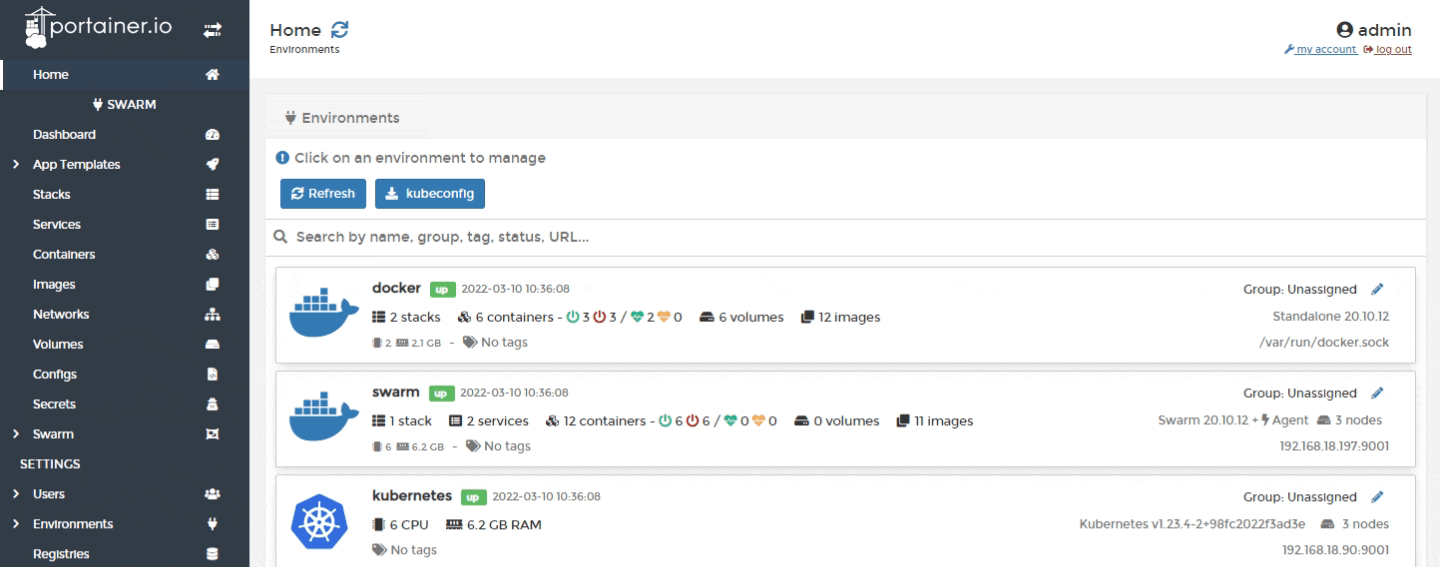 portainer.io
Home
SWARM
Dashboard
App Templates
Stacks
Services
Containers
Images
Networks
Volumes
Configs
Secrets
Swarm
SETTINGS
Users
Environments
Registries
Home
Environments
admin
my account log out
Environments
Click on an environment to manage
Refresh kubeconfig
Search by name, group, tag, status, URL...
docker up 2022-03-10 10:36:08 Group: Unassigned
2 stacks 6 containers - 3 3 / 2 0 6 volumes 12 images Standalone 20.10.12
2 2.1 GB - No tags /var/run/docker.sock
swarm up 2022-03-10 10:36:08 Group: Unassigned
1 stack 2 services 12 containers - 6 6 / 0 0 0 volumes 11 images Swarm 20.10.12 + Agent 3 nodes
6 6.2 GB - No tags 192.168.18.197:9001
kubernetes up 2022-03-10 10:36:08 Group: Unassigned
6 CPU 6.2 GB RAM Kubernetes v1.23.4-2+98fc2022f3ad3e 3 nodes
No tags 192.168.18.90:9001